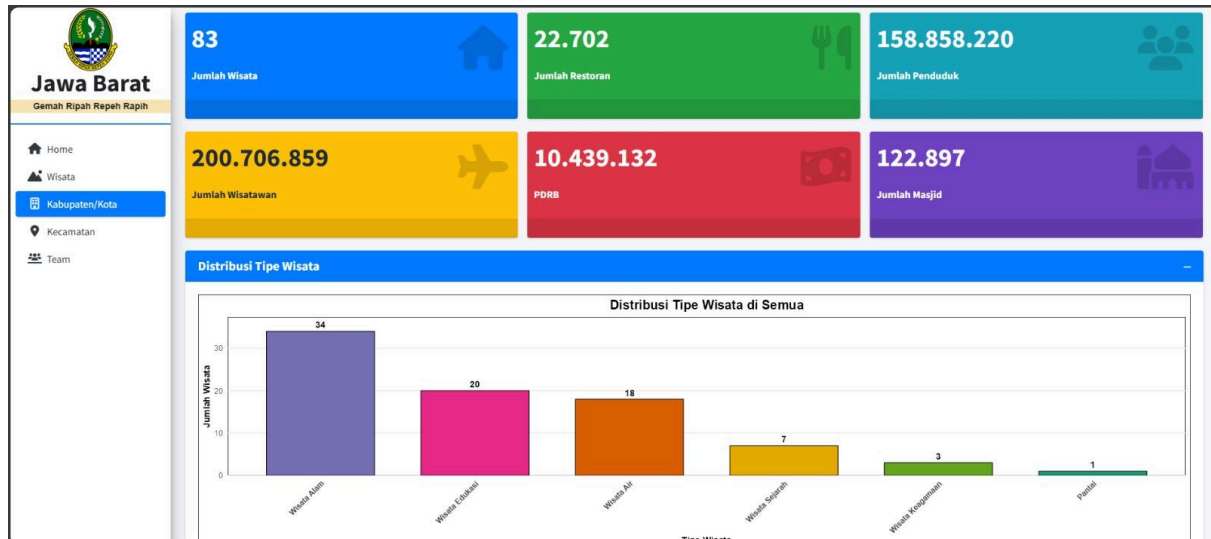 Jawa Barat
Gemah Ripah Repeh Rapih
Home
Wisata
Kabupaten/Kota
Kecamatan
Team
83
Jumlah Wisata
22.702
Jumlah Restoran
158.858.220
Jumlah Penduduk
200.706.859
Jumlah Wisatawan
10.439.132
PDRB
122.897
Jumlah Masjid
Distribusi Tipe Wisata
Distribusi Tipe Wisata di Semua
Jumlah Wisata
30
20
10
0
34
20
18
7
3
1
Wisata Alam
Wisata Edukasi
Wisata Air
Wisata Sejarah
Wisata Keagamaan
Pantai
Tipe Wisata